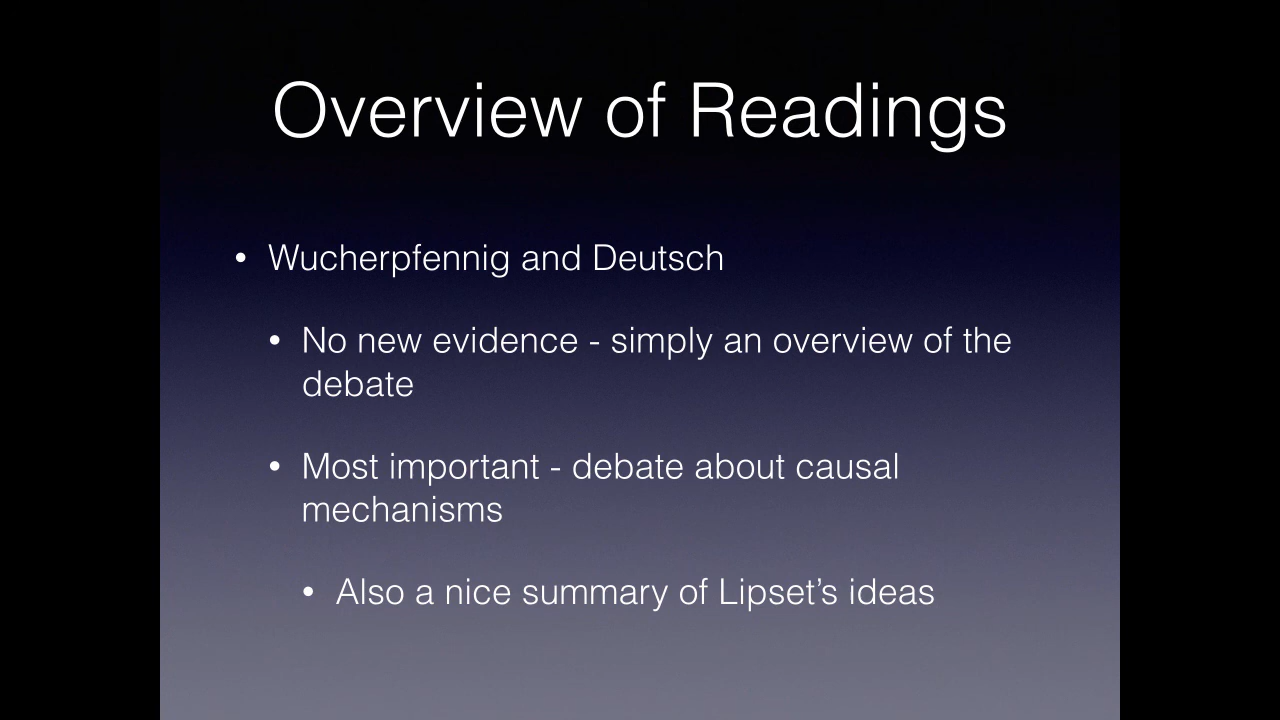 Overview of Readings
• Wucherpfennig and Deutsch
• No new evidence - simply an overview of the
debate
• Most important - debate about causal
mechanisms
• Also a nice summary of Lipset’s ideas